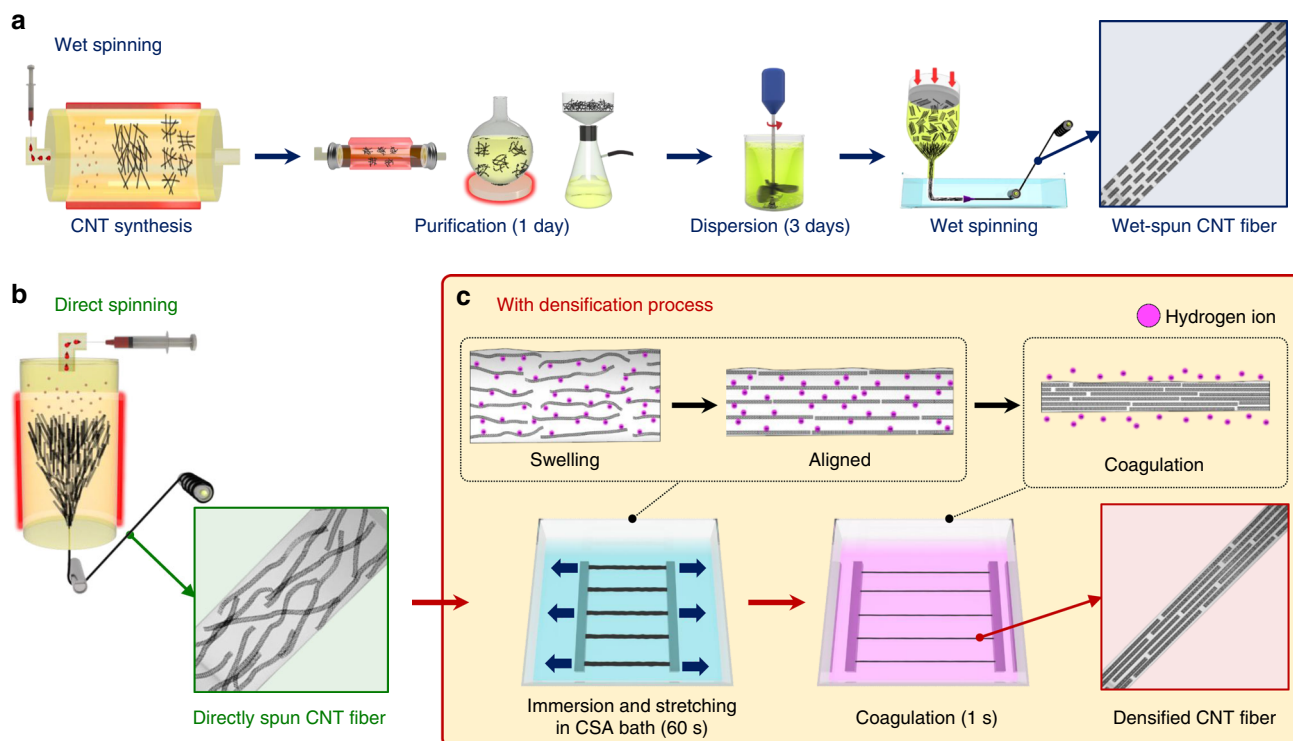 a
Wet spinning
CNT synthesis
Purification (1 day)
Dispersion (3 days)
Wet spinning
Wet-spun CNT fiber
b
Direct spinning
Directly spun CNT fiber
c
With densification process
Hydrogen ion
Swelling
Aligned
Coagulation
Immersion and stretching
in CSA bath (60 s)
Coagulation (1 s)
Densified CNT fiber